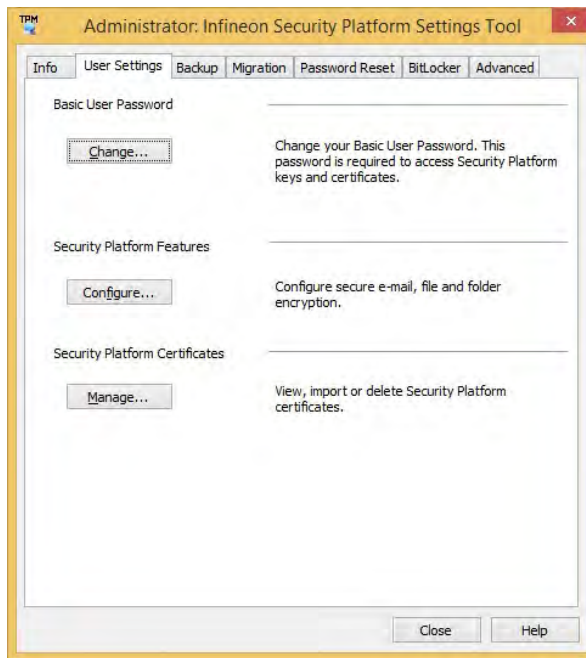 TPM
Administrator: Infineon Security Platform Settings Tool
Info User Settings Backup Migration Password Reset BitLocker Advanced
Basic User Password
Change...
Change your Basic User Password. This
password is required to access Security Platform
keys and certificates.
Security Platform Features
Configure...
Configure secure e-mail, file and folder
encryption.
Security Platform Certificates
Manage...
View, import or delete Security Platform
certificates.
Close Help